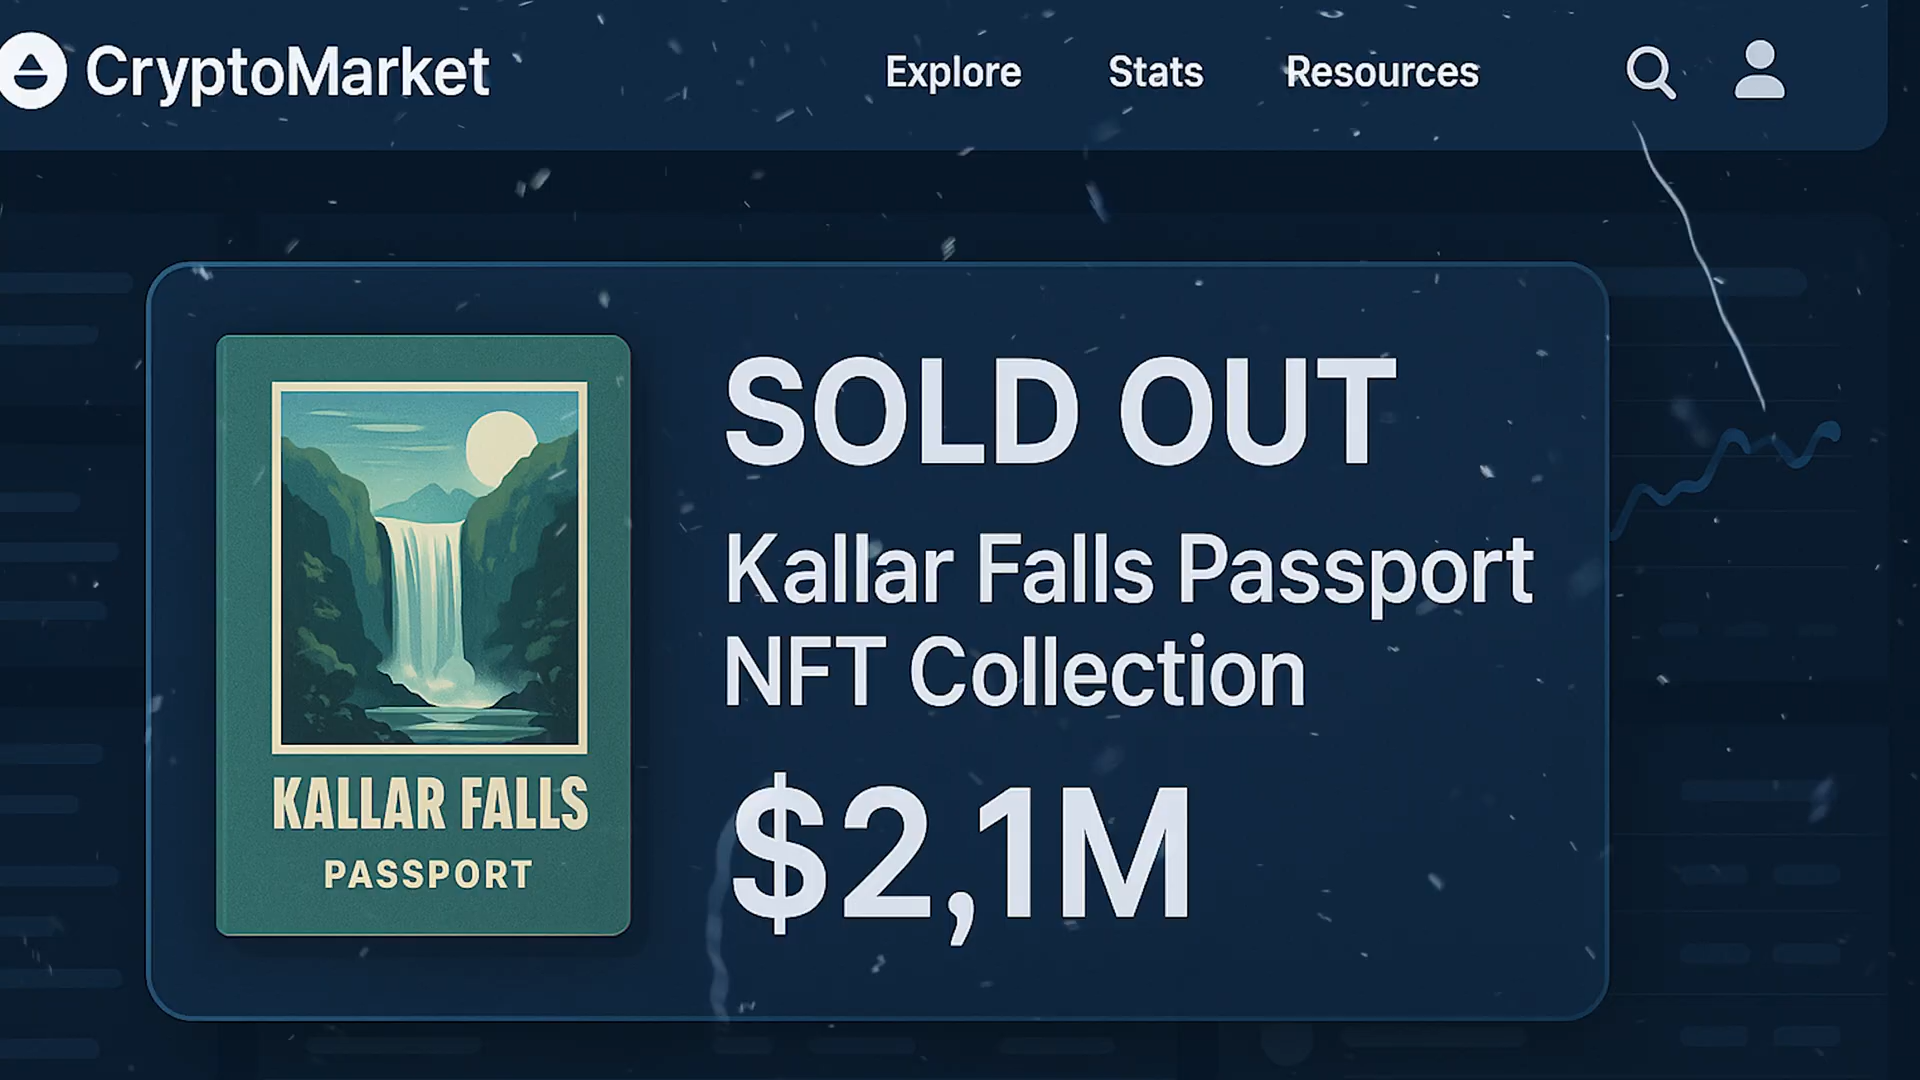 CryptoMarket
Explore Stats Resources
KALLAR FALLS
PASSPORT
SOLD OUT
Kallar Falls Passport
NFT Collection
$2,1M